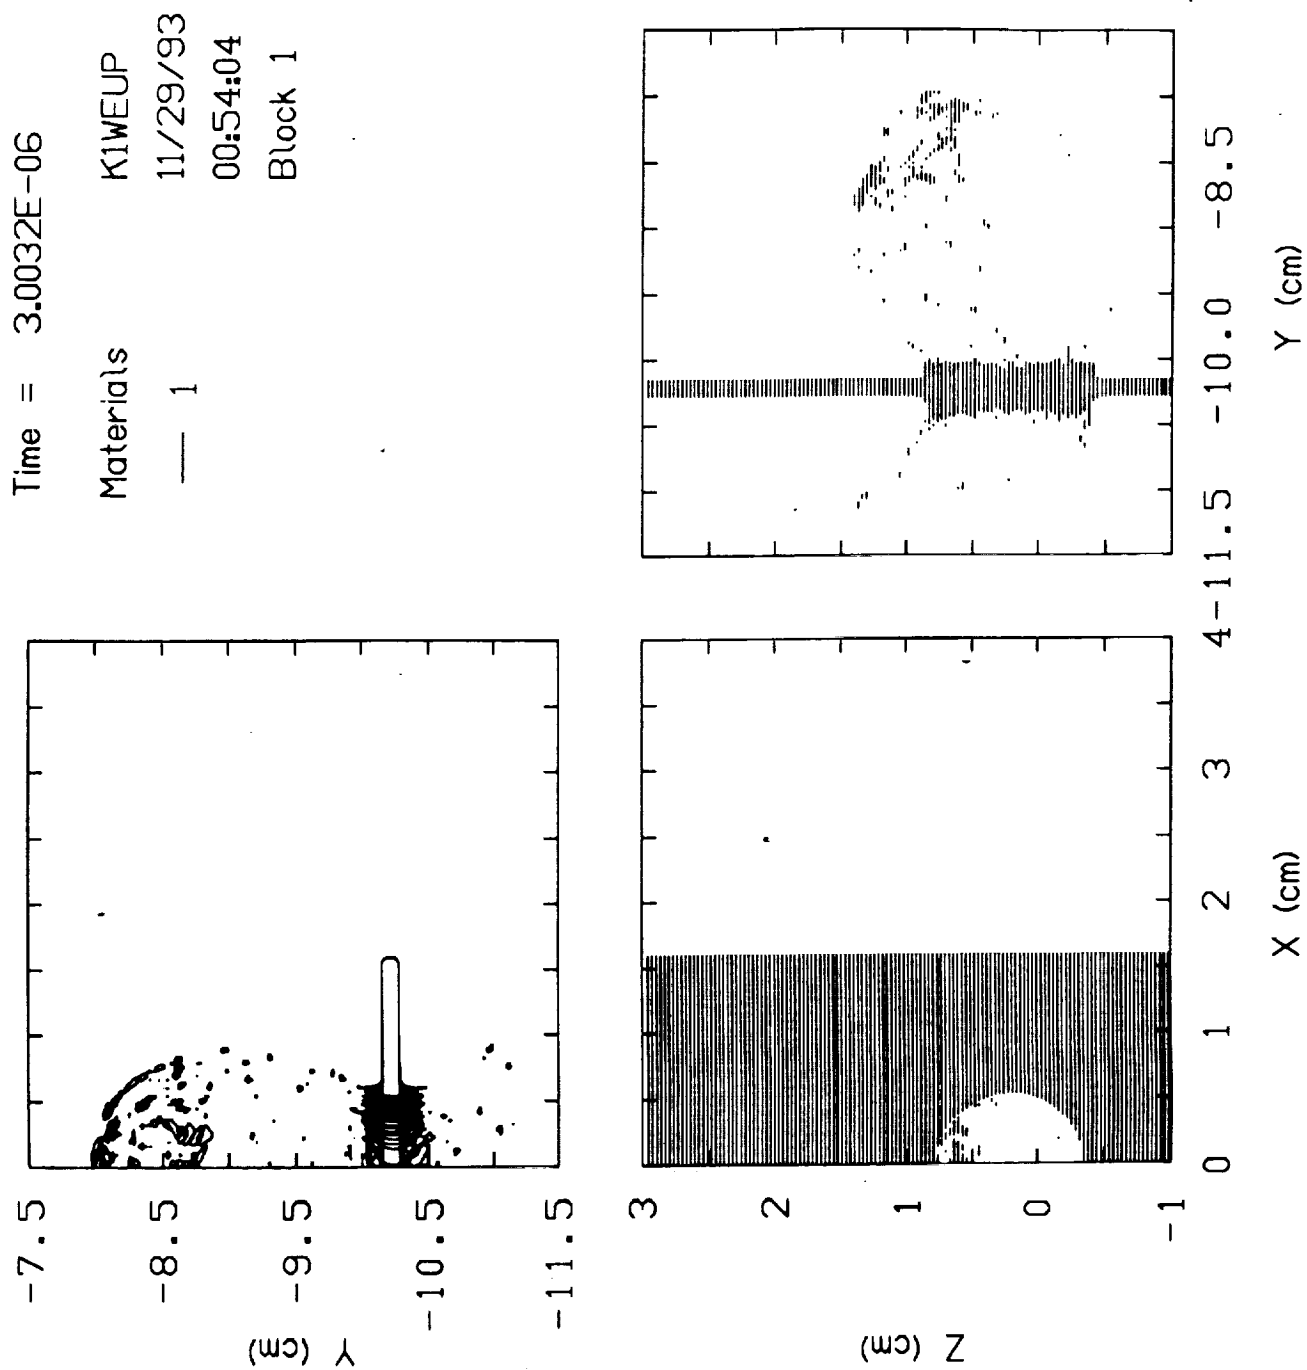 Time = 3.0032E-06
Materials
1
K1WEUP
11/29/93
00:54:04
Block 1
-7.5
-8.5
-9.5
-10.5
-11.5
Y (cm)
3
2
1
0
-1
Z (cm)
0
1
2
3
4
X (cm)
-11.5
-10.0
-8.5
Y (cm)